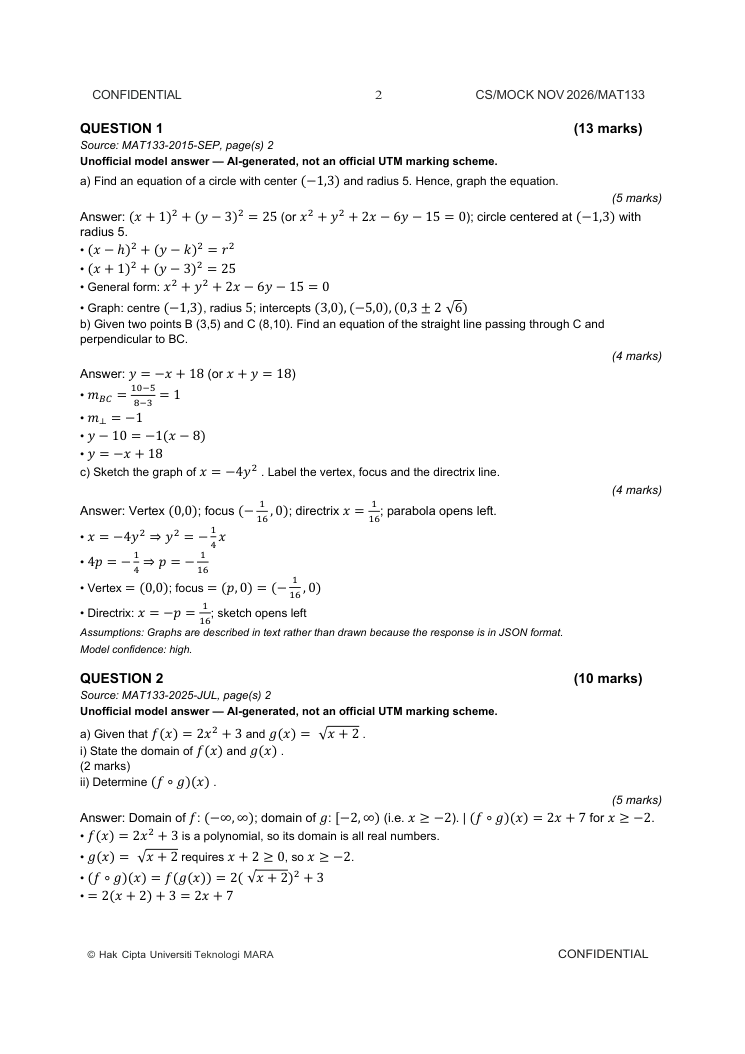 CONFIDENTIAL 2 CS/MOCK NOV 2026/MAT133
QUESTION 1 (13 marks)
Source: MAT133-2015-SEP, page(s) 2
Unofficial model answer — AI-generated, not an official UTM marking scheme.
a) Find an equation of a circle with center (−1,3) and radius 5. Hence, graph the equation.
(5 marks)
Answer: (x + 1)² + (y − 3)² = 25 (or x² + y² + 2x − 6y − 15 = 0); circle centered at (−1,3) with
radius 5.
• (x − h)² + (y − k)² = r²
• (x + 1)² + (y − 3)² = 25
• General form: x² + y² + 2x − 6y − 15 = 0
• Graph: centre (−1,3), radius 5; intercepts (3,0), (−5,0), (0,3 ± 2 √6)
b) Given two points B (3,5) and C (8,10). Find an equation of the straight line passing through C and
perpendicular to BC.
(4 marks)
Answer: y = −x + 18 (or x + y = 18)
• m_BC = (10−5)/(8−3) = 1
• m_⊥ = −1
• y − 10 = −1(x − 8)
• y = −x + 18
c) Sketch the graph of x = −4y² . Label the vertex, focus and the directrix line.
(4 marks)
Answer: Vertex (0,0); focus (−1/16, 0); directrix x = 1/16; parabola opens left.
• x = −4y² ⇒ y² = −1/4 x
• 4p = −1/4 ⇒ p = −1/16
• Vertex = (0,0); focus = (p, 0) = (−1/16, 0)
• Directrix: x = −p = 1/16; sketch opens left
Assumptions: Graphs are described in text rather than drawn because the response is in JSON format.
Model confidence: high.
QUESTION 2 (10 marks)
Source: MAT133-2025-JUL, page(s) 2
Unofficial model answer — AI-generated, not an official UTM marking scheme.
a) Given that f(x) = 2x² + 3 and g(x) = √(x + 2) .
i) State the domain of f(x) and g(x) .
(2 marks)
ii) Determine (f ∘ g)(x) .
(5 marks)
Answer: Domain of f: (−∞, ∞); domain of g: [−2, ∞) (i.e. x ≥ −2). | (f ∘ g)(x) = 2x + 7 for x ≥ −2.
• f(x) = 2x² + 3 is a polynomial, so its domain is all real numbers.
• g(x) = √(x + 2) requires x + 2 ≥ 0, so x ≥ −2.
• (f ∘ g)(x) = f(g(x)) = 2( √(x + 2))² + 3
• = 2(x + 2) + 3 = 2x + 7
© Hak Cipta Universiti Teknologi MARA CONFIDENTIAL